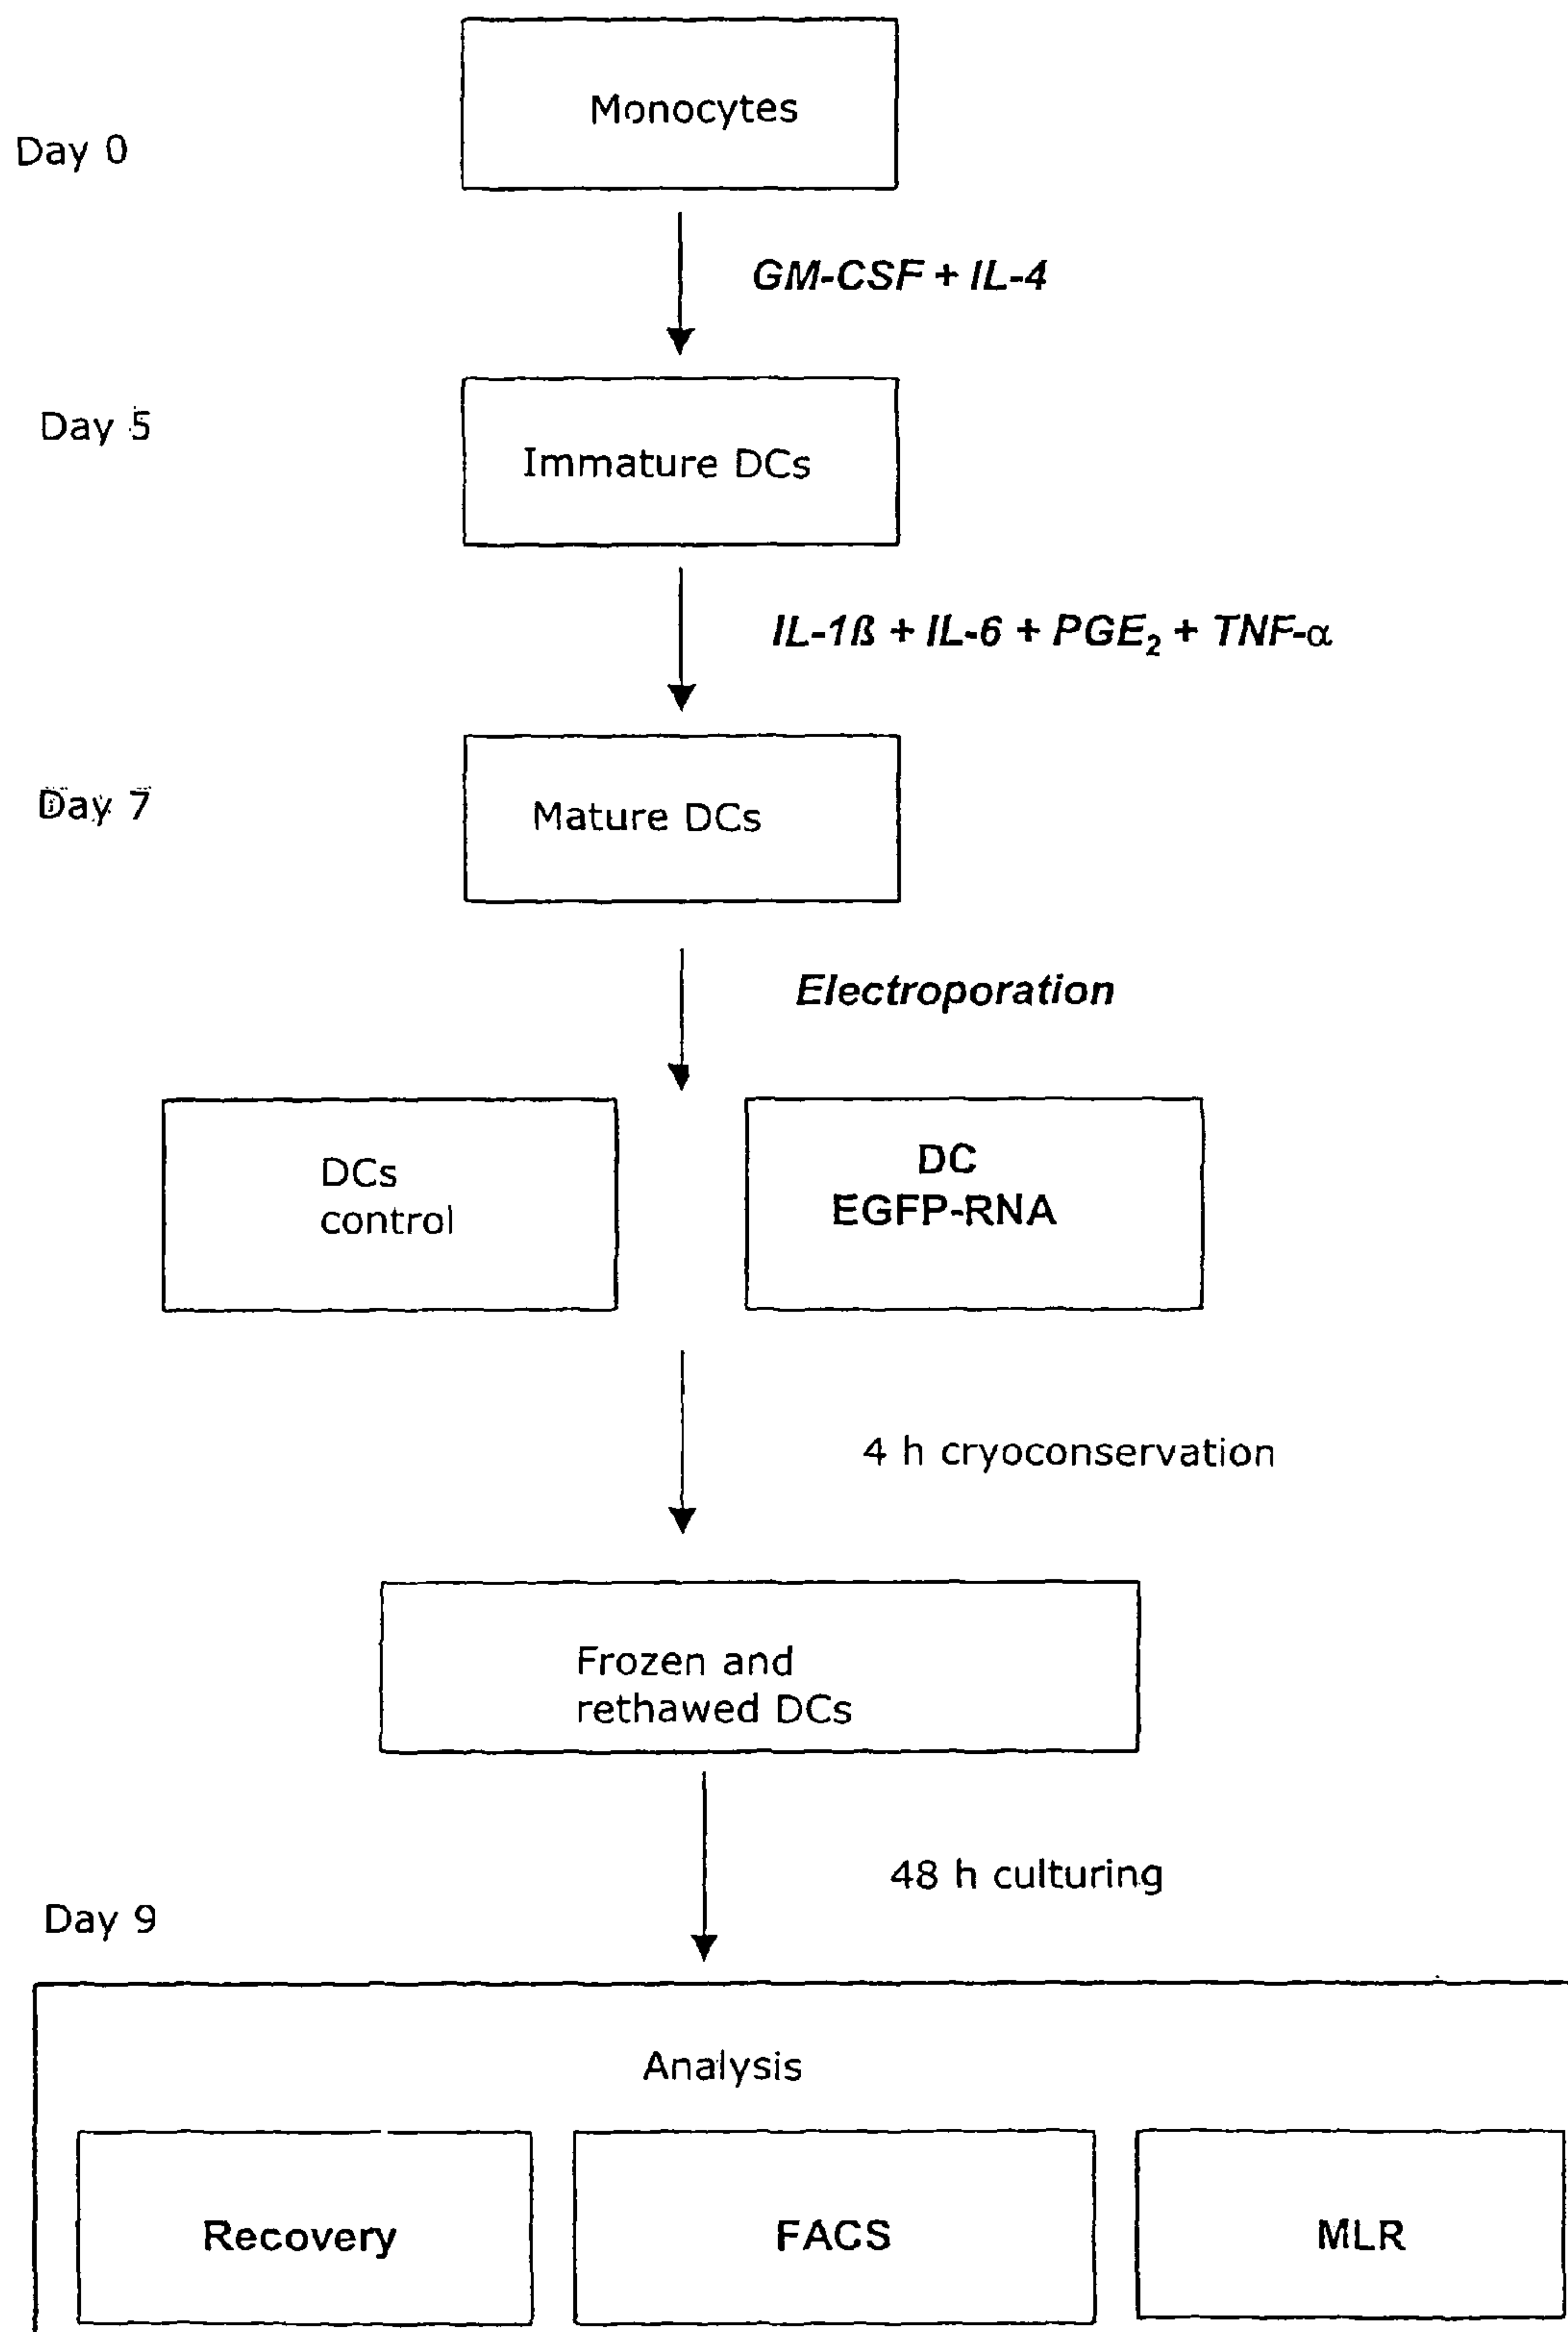 Monocytes
Day 0
GM-CSF + IL-4
Day 5
Immature DCs
IL-1ß + IL-6 + PGE₂ + TNF-α
Day 7
Mature DCs
Electroporation
DCs
control
DC
EGFP-RNA
4 h cryoconservation
Frozen and
rethawed DCs
48 h culturing
Day 9
Analysis
Recovery
FACS
MLR